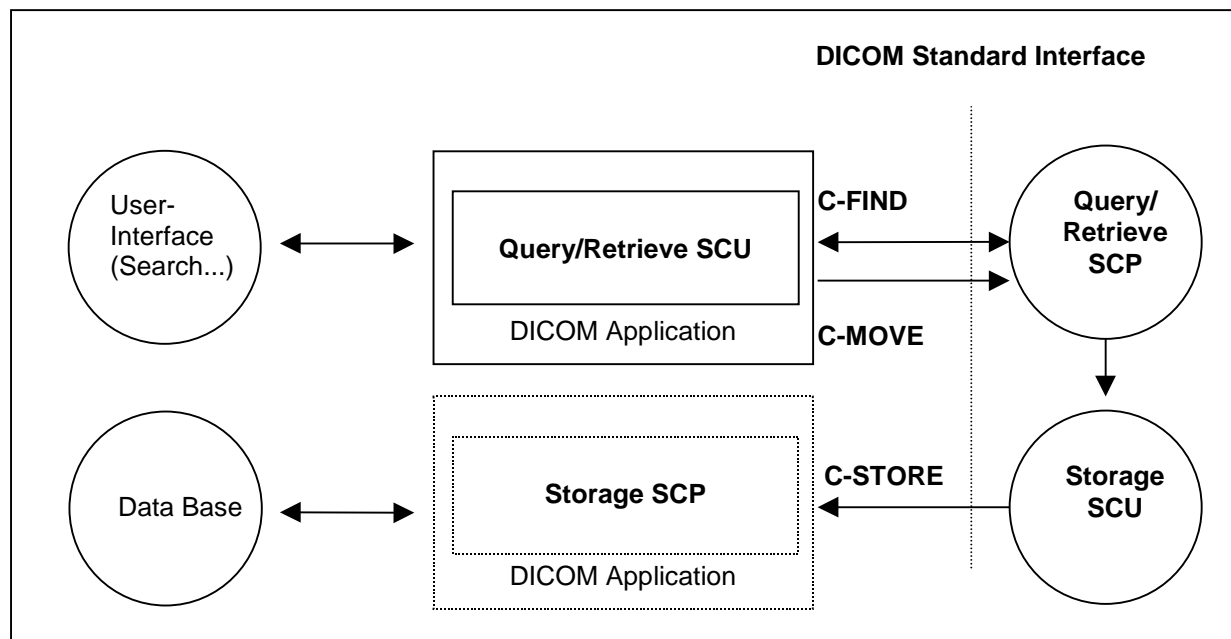 DICOM Standard Interface
User-
Interface
(Search...)
Query/Retrieve SCU
DICOM Application
C-FIND
C-MOVE
Query/
Retrieve
SCP
Data Base
Storage SCP
DICOM Application
C-STORE
Storage
SCU